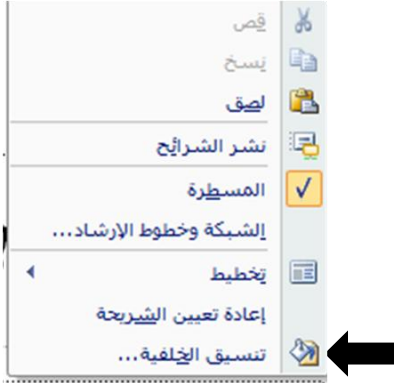 قص
نسخ
لصق
نشر الشرائح
المسطرة
الشبكة وخطوط الإرشاد...
تخطيط
إعادة تعيين الشريحة
تنسيق الخلفية...